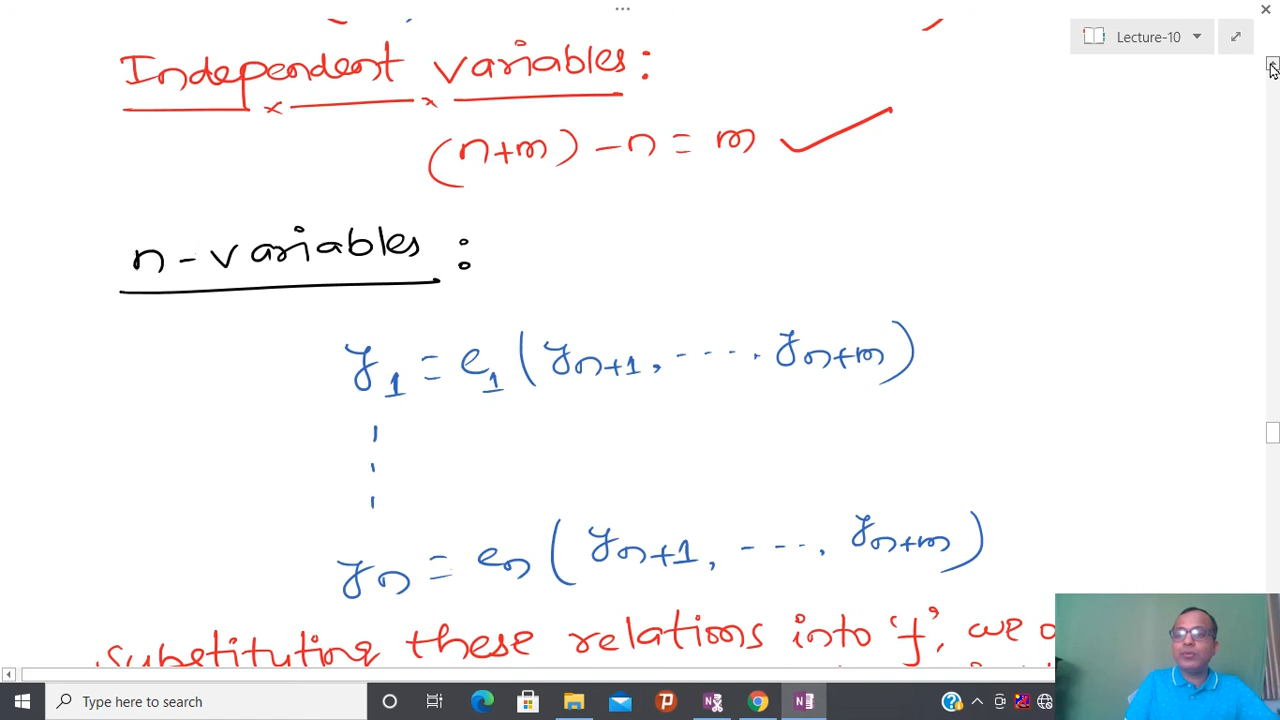 Lecture-10
Independent variables:
(n+m) - n = m ✓
n-variables :
y₁ = e₁ (yₙ₊₁, ---- yₙ₊ₘ)
yₙ = eₙ (yₙ₊₁, ---, yₙ₊ₘ)
substituting these relations into 'f', we
Type here to search